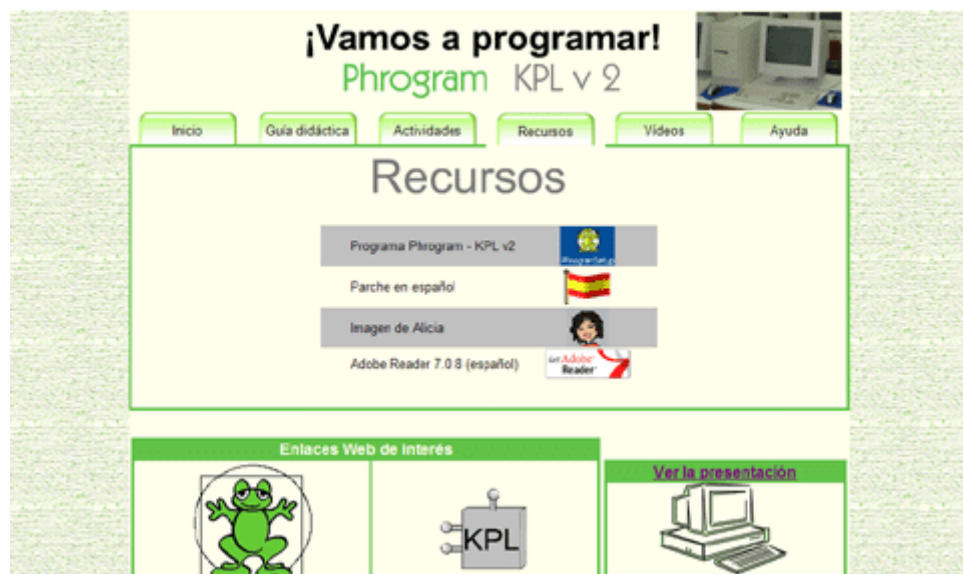 ¡Vamos a programar!
Phrogram KPL v 2
Inicio Guía didáctica Actividades Recursos Vídeos Ayuda
Recursos
Programa Phrogram - KPL v2
Parche en español
Imagen de Alicia
Adobe Reader 7.0.8 (español)
Get Adobe
Reader
Enlaces Web de interés
Ver la presentación
KPL